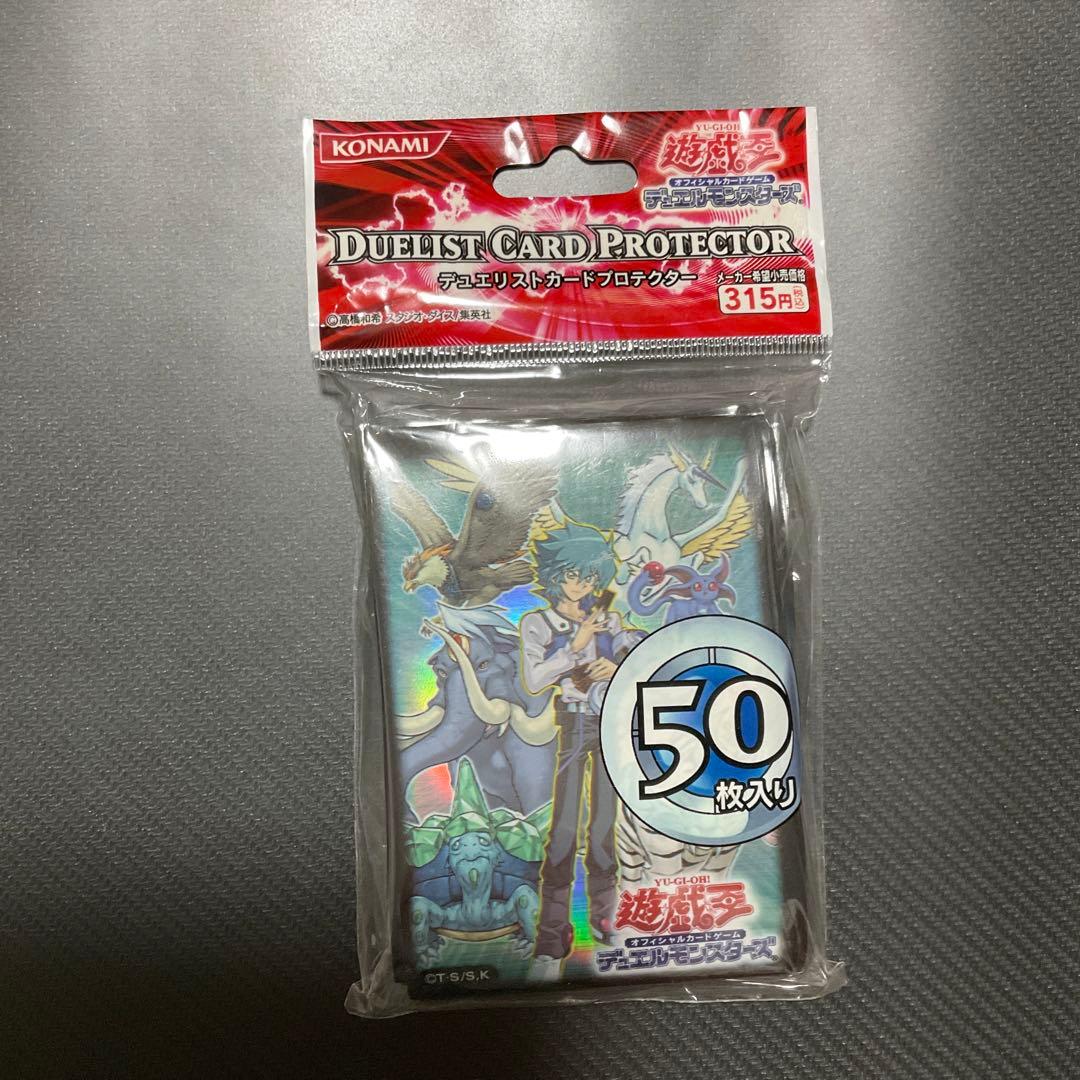 KONAMI
YU-GI-OH!
遊戯王
オフィシャルカードゲーム
デュエルモンスターズ
DUELIST CARD PROTECTOR
デュエリストカードプロテクター
メーカー希望小売価格
315円(税込)
©高橋和希 スタジオ・ダイス/集英社
50
枚入り
YU-GI-OH!
遊戯王
オフィシャルカードゲーム
デュエルモンスターズ
©T·S/S,K